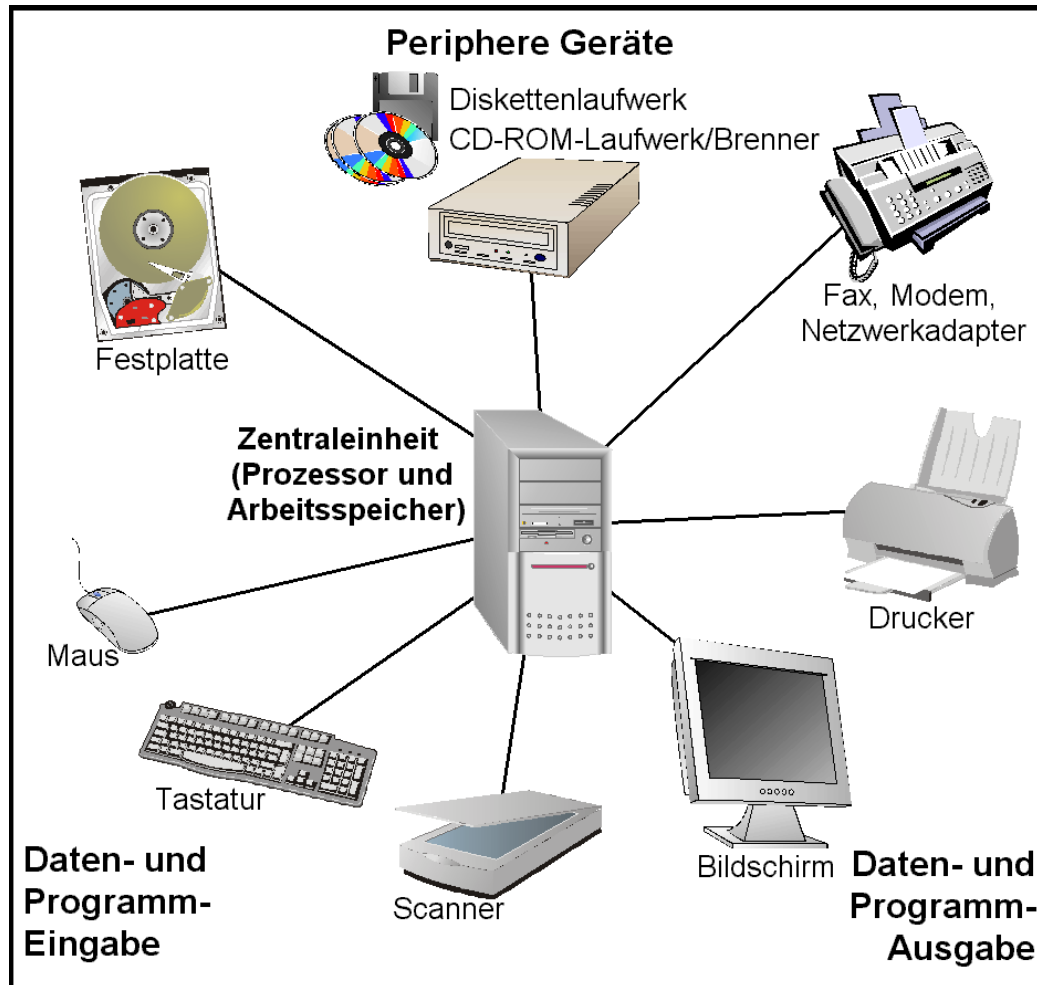 Periphere Geräte
Diskettenlaufwerk
CD-ROM-Laufwerk/Brenner
Festplatte
Fax, Modem,
Netzwerkadapter
Zentraleinheit
(Prozessor und
Arbeitsspeicher)
Drucker
Maus
Tastatur
Scanner
Bildschirm
Daten- und
Programm-
Eingabe
Daten- und
Programm-
Ausgabe